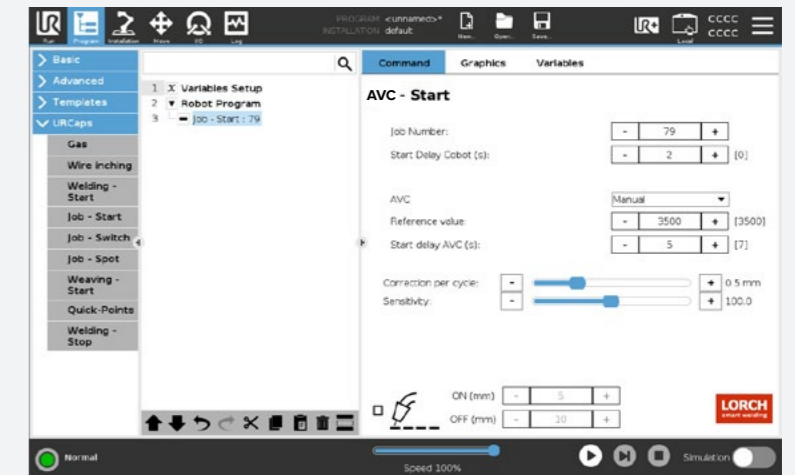 UR PROGRAM <unnamed>* UR+ CCCC
INSTALLATION default CCCC
Run Program Installation Move I/O Log New... Open... Save... Local
Basic
Advanced
Templates
URCaps
Gas
Wire inching
Welding - Start
Job - Start
Job - Switch
Job - Spot
Weaving - Start
Quick-Points
Welding - Stop
1 X Variables Setup
2 Robot Program
3 Job - Start : 79
Command Graphics Variables
AVC - Start
Job Number: - 79 +
Start Delay Cobot (s): - 2 + [0]
AVC Manual
Reference value: - 3500 + [3500]
Start delay AVC (s): - 5 + [7]
Correction per cycle: - + 0.5 mm
Sensitivity: - + 100.0
ON (mm) - 5 +
OFF (mm) - 10 +
LORCH
smart welding
Normal
Speed 100%
Simulation